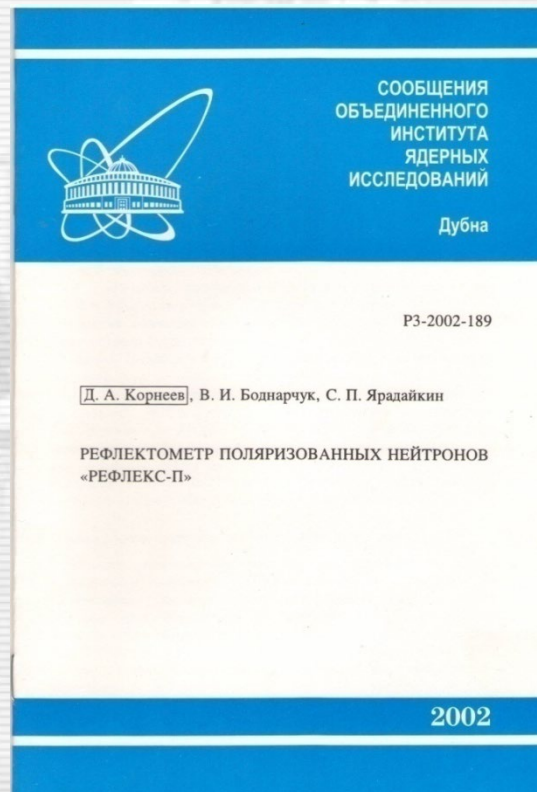 СООБЩЕНИЯ
ОБЪЕДИНЕННОГО
ИНСТИТУТА
ЯДЕРНЫХ
ИССЛЕДОВАНИЙ
Дубна
Р3-2002-189
Д. А. Корнеев, В. И. Боднарчук, С. П. Ярадайкин
РЕФЛЕКТОМЕТР ПОЛЯРИЗОВАННЫХ НЕЙТРОНОВ
«РЕФЛЕКС-П»
2002